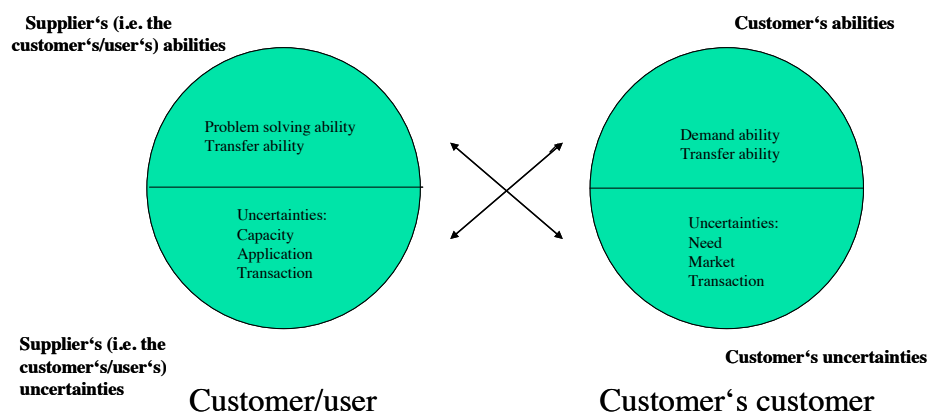 Supplier‘s (i.e. the
customer‘s/user‘s) abilities
Customer‘s abilities
Problem solving ability
Transfer ability
Demand ability
Transfer ability
Uncertainties:
Capacity
Application
Transaction
Uncertainties:
Need
Market
Transaction
Supplier‘s (i.e. the
customer‘s/user‘s)
uncertainties
Customer‘s uncertainties
Customer/user
Customer‘s customer